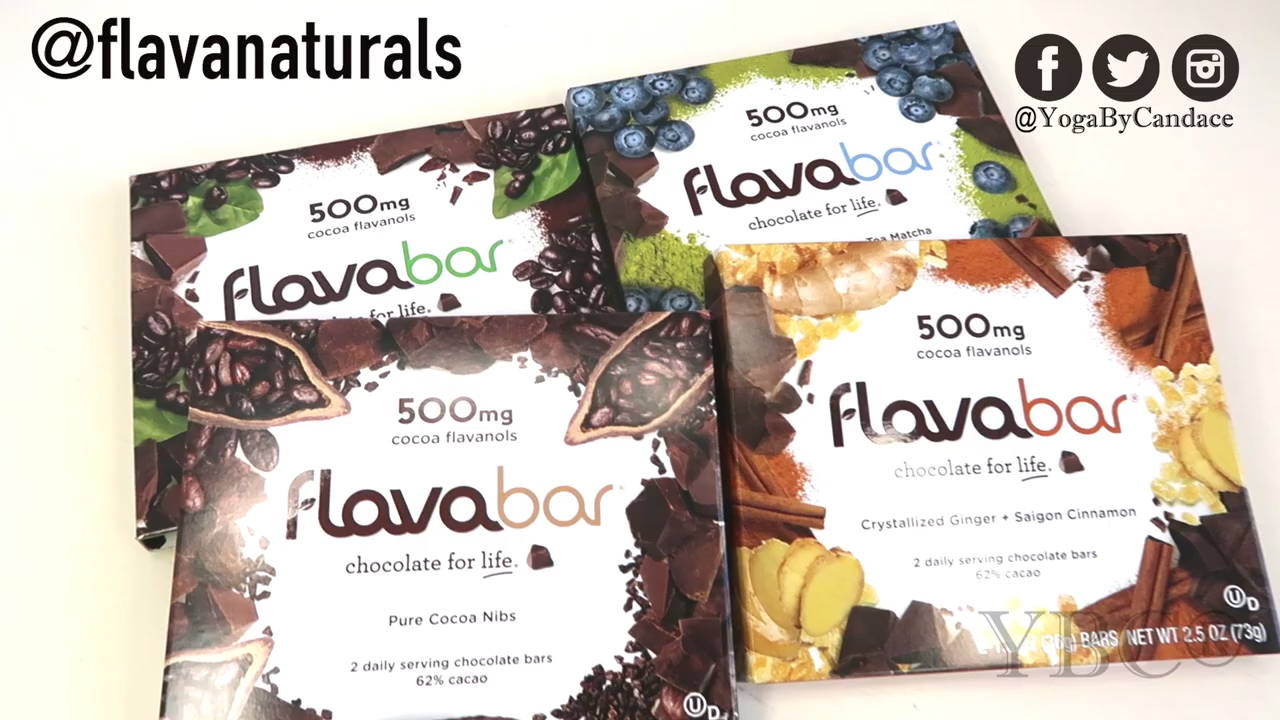 @flavanaturals
@YogaByCandace
500mg
cocoa flavanols
flavabar
for life.
500mg
cocoa flavanols
flavabar
chocolate for life.
Tea Matcha
500mg
cocoa flavanols
flavabar
chocolate for life.
Pure Cocoa Nibs
2 daily serving chocolate bars
62% cacao
UD
500mg
cocoa flavanols
flavabar
chocolate for life.
Crystallized Ginger + Saigon Cinnamon
2 daily serving chocolate bars
62% cacao
UD
BARS NET WT 2.5 OZ (73g)